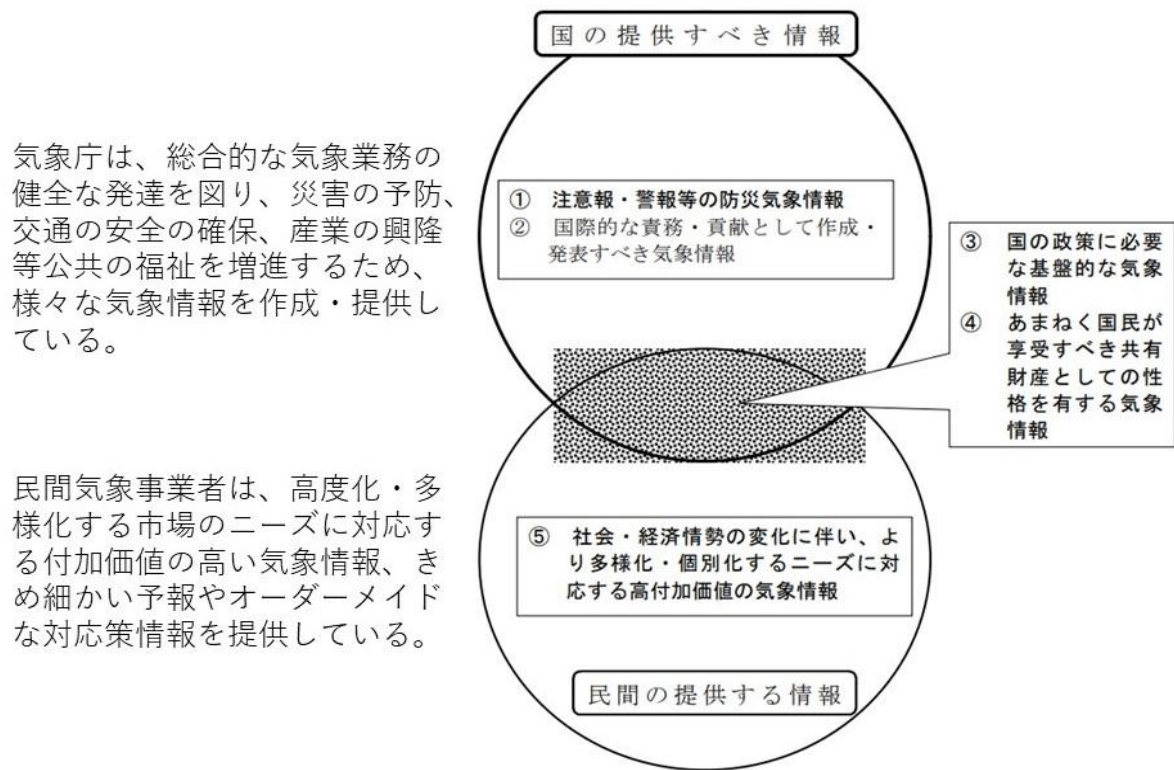 国の提供すべき情報
気象庁は、総合的な気象業務の
健全な発達を図り、災害の予防、
交通の安全の確保、産業の興隆
等公共の福祉を増進するため、
様々な気象情報を作成・提供し
ている。
① 注意報・警報等の防災気象情報
② 国際的な責務・貢献として作成・
発表すべき気象情報
③ 国の政策に必要
な基盤的な気象
情報
④ あまねく国民が
享受すべき共有
財産としての性
格を有する気象
情報
民間気象事業者は、高度化・多
様化する市場のニーズに対応す
る付加価値の高い気象情報、き
め細かい予報やオーダーメイド
な対応策情報を提供している。
⑤ 社会・経済情勢の変化に伴い、よ
り多様化・個別化するニーズに対
応する高付加価値の気象情報
民間の提供する情報